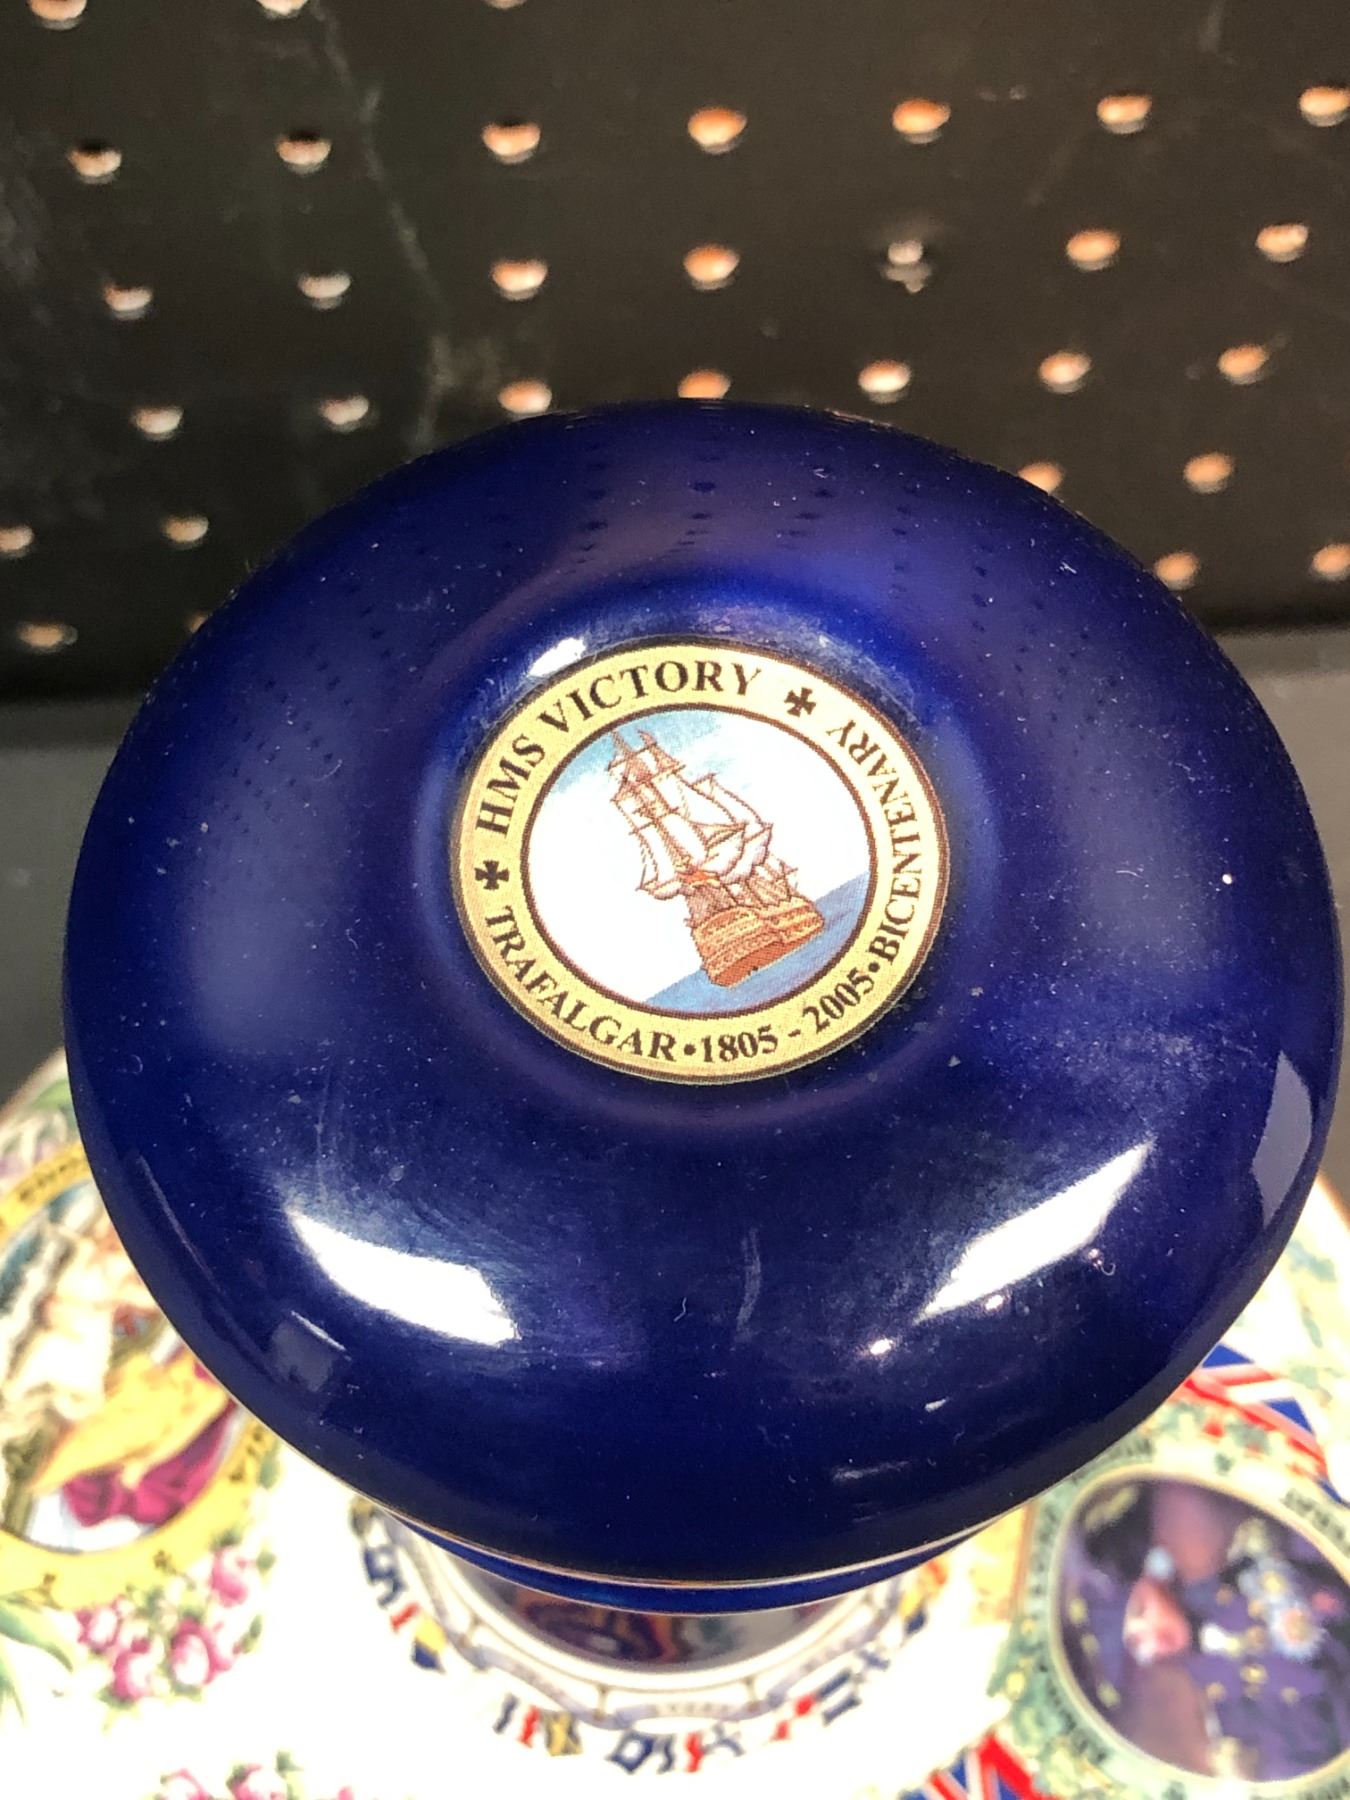 HMS VICTORY ✠
TRAFALGAR • 1805 - 2005 • BICENTENARY ✠